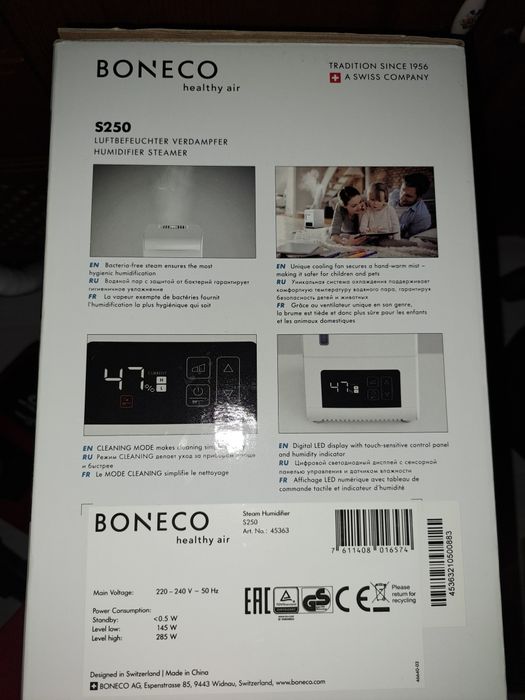 BONECO
healthy air
TRADITION SINCE 1956
A SWISS COMPANY
S250
LUFTBEFEUCHTER VERDAMPFER
HUMIDIFIER STEAMER
EN Bacteria-free steam ensures the most
hygienic humidification
RU Водяной пар с защитой от бактерий гарантирует
гигиеничное увлажнение
FR La vapeur exempte de bactéries fournit
l'humidification la plus hygiénique qui soit
EN Unique cooling fan secures a hand-warm mist –
making it safer for children and pets
RU Уникальная система охлаждения поддерживает
комфортную температуру водяного пара, гарантируя
безопасность детей и животных
FR Grâce au ventilateur unique en son genre,
la brume est tiède et donc plus sûre pour les enfants
et les animaux domestiques
47 %
H
L
47 %
EN CLEANING MODE makes cleaning
RU Режим CLEANING делает уход за
и быстрее
FR Le MODE CLEANING simplifie le nettoyage
EN Digital LED display with touch-sensitive control panel
and humidity indicator
RU Цифровой светодиодный дисплей с сенсорной
панелью управления и датчиком влажности
FR Affichage LED numérique avec tableau de
commande tactile et indicateur d'humidité
BONECO
healthy air
Steam Humidifier
S250
Art. No.: 45363
7 611408 016574
45363210500883
Main Voltage: 220 – 240 V ~ 50 Hz
Power Consumption:
Standby: <0.5 W
Level low: 145 W
Level high: 285 W
EAC
GS
CE
Please
return for
recycling
Designed in Switzerland | Made in China
BONECO AG, Espenstrasse 85, 9443 Widnau, Switzerland, www.boneco.com
46640-03